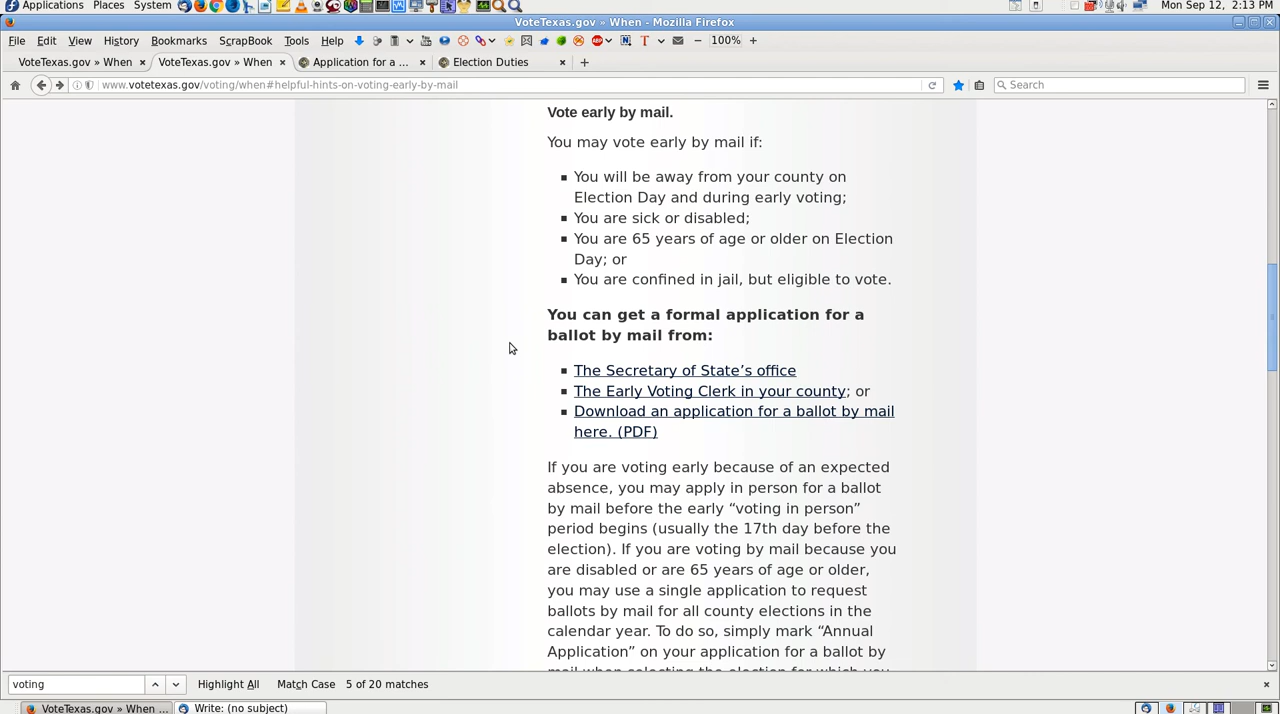 Applications Places System Mon Sep 12, 2:13 PM
VoteTexas.gov » When - Mozilla Firefox
File Edit View History Bookmarks ScrapBook Tools Help 100%
VoteTexas.gov » When VoteTexas.gov » When Application for a ... Election Duties
www.votetexas.gov/voting/when#helpful-hints-on-voting-early-by-mail Search
Vote early by mail.
You may vote early by mail if:
You will be away from your county on
Election Day and during early voting;
You are sick or disabled;
You are 65 years of age or older on Election
Day; or
You are confined in jail, but eligible to vote.
You can get a formal application for a
ballot by mail from:
The Secretary of State’s office
The Early Voting Clerk in your county; or
Download an application for a ballot by mail
here. (PDF)
If you are voting early because of an expected
absence, you may apply in person for a ballot
by mail before the early “voting in person”
period begins (usually the 17th day before the
election). If you are voting by mail because you
are disabled or are 65 years of age or older,
you may use a single application to request
ballots by mail for all county elections in the
calendar year. To do so, simply mark “Annual
Application” on your application for a ballot by
mail when selecting the election for which you
voting Highlight All Match Case 5 of 20 matches
VoteTexas.gov » When ... Write: (no subject)